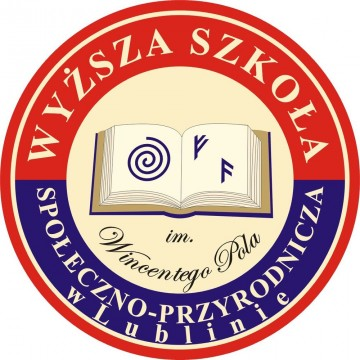 WYŻSZA SZKOŁA
ᚠ
ᚨ
im.
Wincentego Pola
SPOŁECZNO-PRZYRODNICZA
w Lublinie